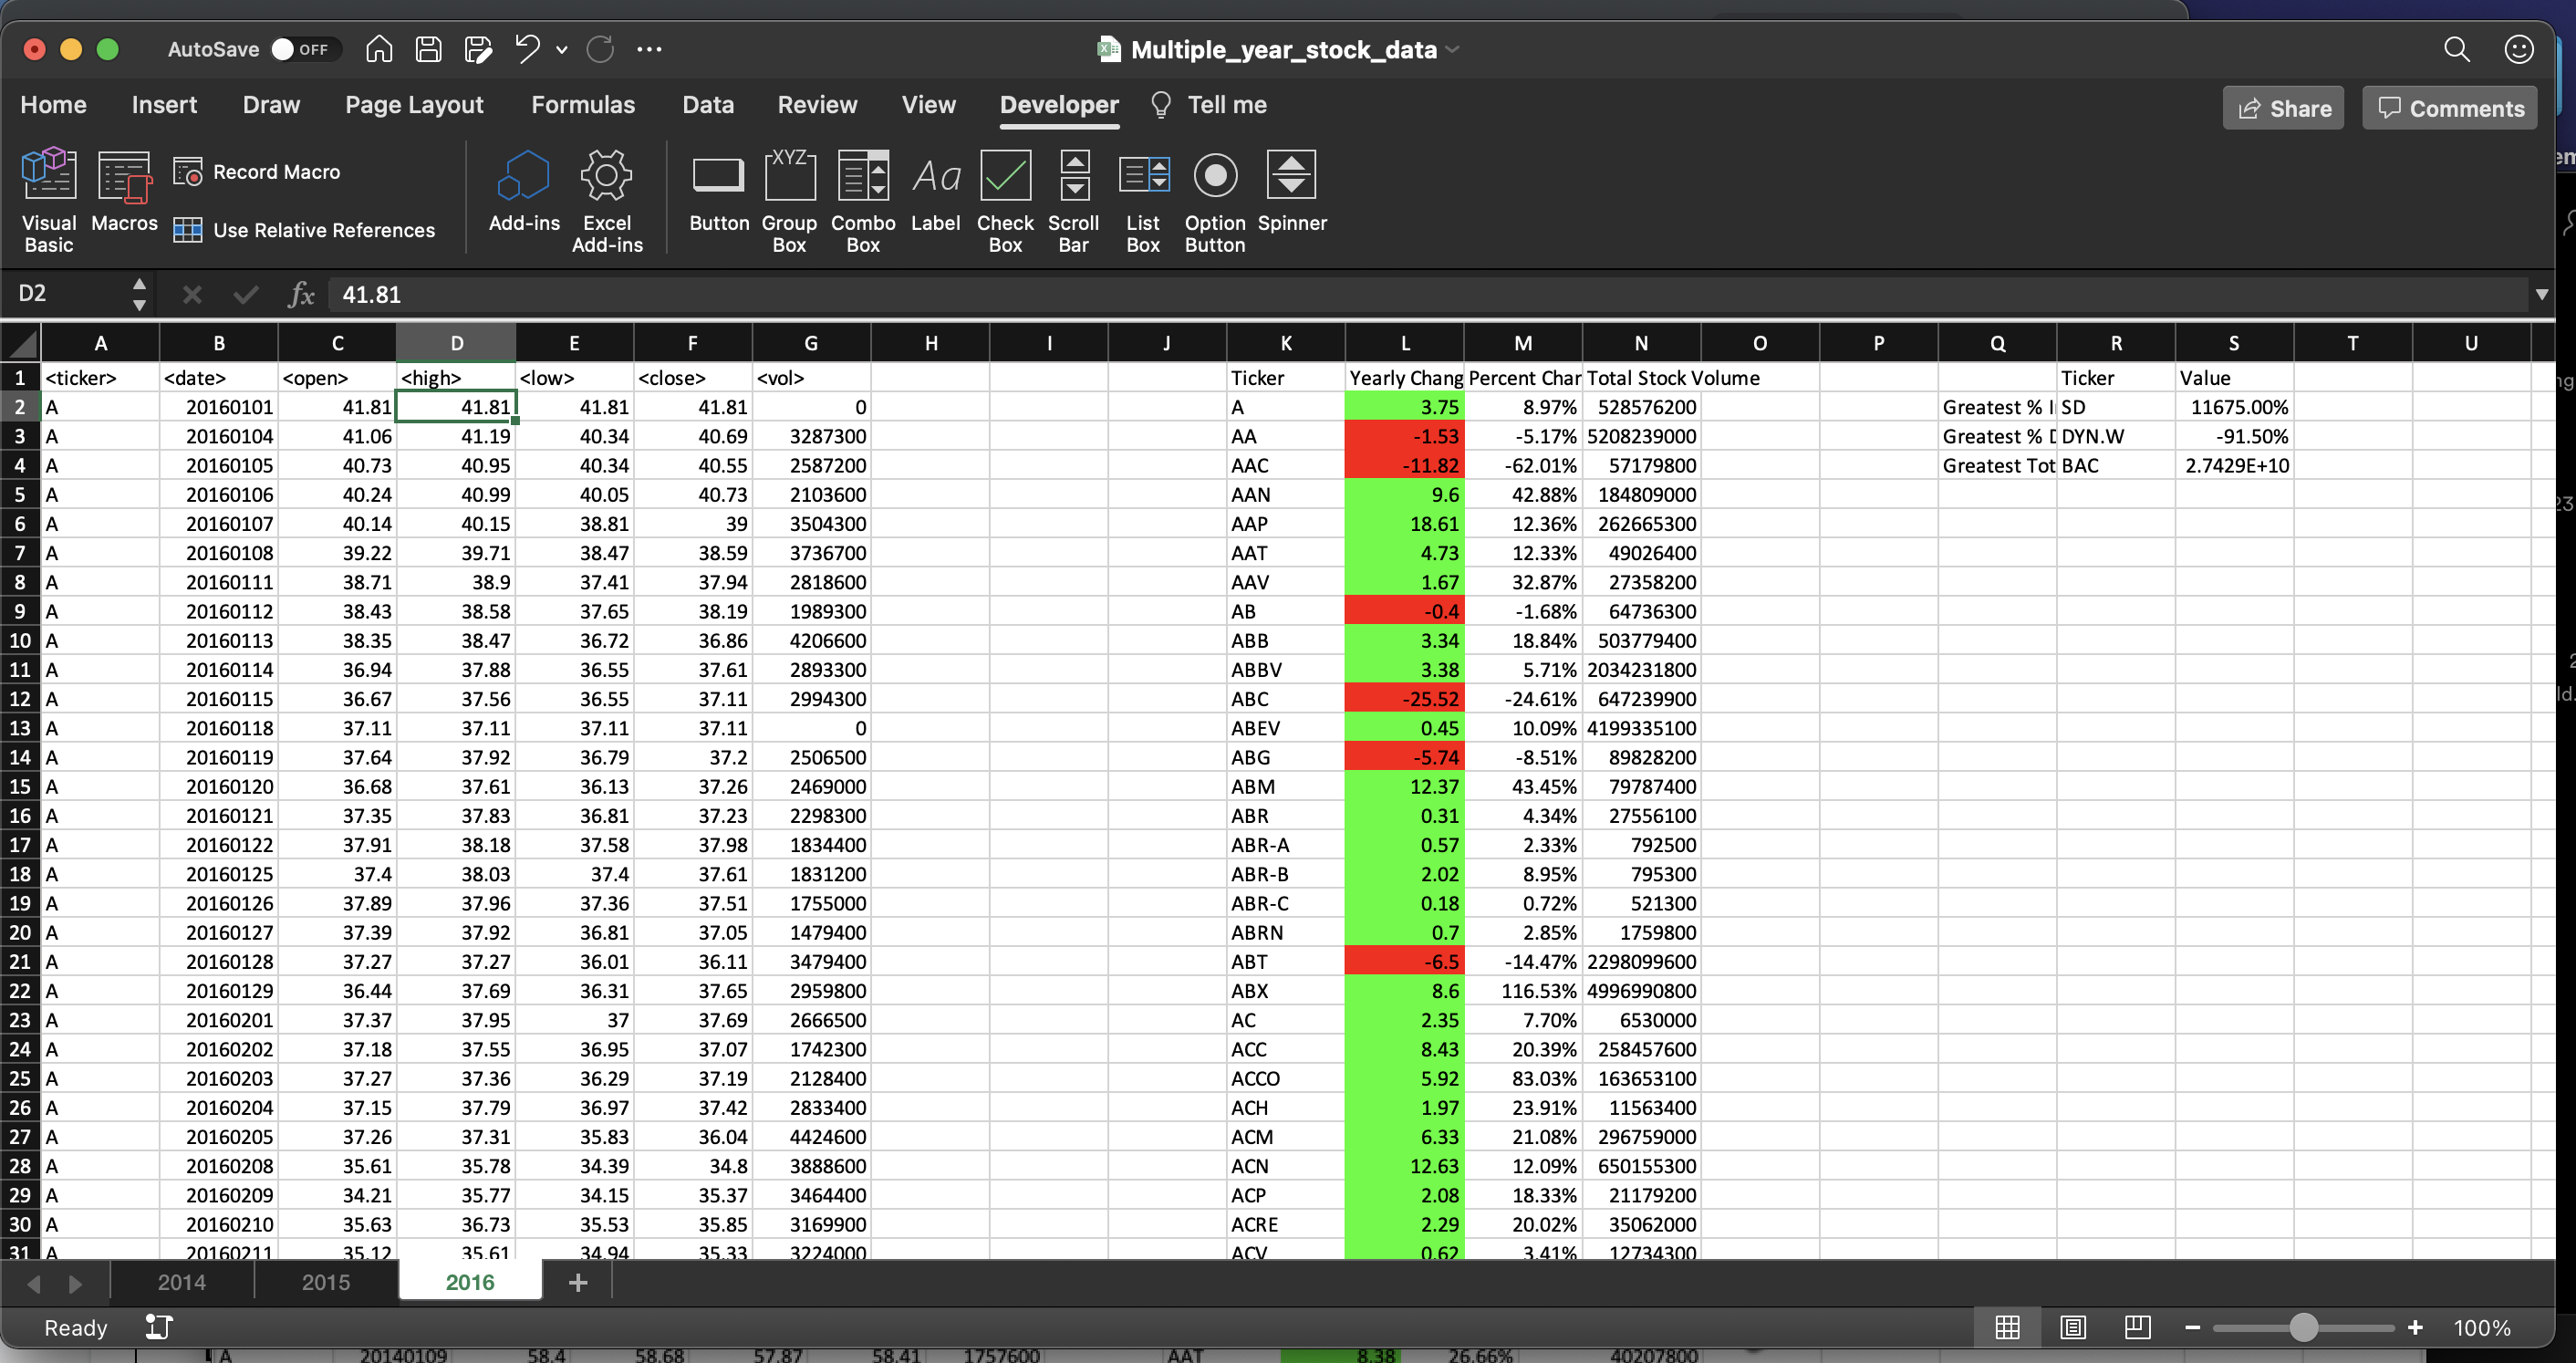 AutoSave OFF Multiple_year_stock_data
Home Insert Draw Page Layout Formulas Data Review View Developer Tell me Share Comments
Visual Basic Macros Record Macro Use Relative References Add-ins Excel Add-ins Button Group Box XYZ Combo Box Aa Label Check Box Scroll Bar List Box Option Button Spinner
D2 fx 41.81
A B C D E F G H I J K L M N O P Q R S T U
1 <ticker> <date> <open> <high> <low> <close> <vol> Ticker Yearly Chang Percent Char Total Stock Volume Ticker Value
2 A 20160101 41.81 41.81 41.81 41.81 0 A 3.75 8.97% 528576200 Greatest % I SD 11675.00%
3 A 20160104 41.06 41.19 40.34 40.69 3287300 AA -1.53 -5.17% 5208239000 Greatest % D DYN.W -91.50%
4 A 20160105 40.73 40.95 40.34 40.55 2587200 AAC -11.82 -62.01% 57179800 Greatest Tot BAC 2.7429E+10
5 A 20160106 40.24 40.99 40.05 40.73 2103600 AAN 9.6 42.88% 184809000
6 A 20160107 40.14 40.15 38.81 39 3504300 AAP 18.61 12.36% 262665300
7 A 20160108 39.22 39.71 38.47 38.59 3736700 AAT 4.73 12.33% 49026400
8 A 20160111 38.71 38.9 37.41 37.94 2818600 AAV 1.67 32.87% 27358200
9 A 20160112 38.43 38.58 37.65 38.19 1989300 AB -0.4 -1.68% 64736300
10 A 20160113 38.35 38.47 36.72 36.86 4206600 ABB 3.34 18.84% 503779400
11 A 20160114 36.94 37.88 36.55 37.61 2893300 ABBV 3.38 5.71% 2034231800
12 A 20160115 36.67 37.56 36.55 37.11 2994300 ABC -25.52 -24.61% 647239900
13 A 20160118 37.11 37.11 37.11 37.11 0 ABEV 0.45 10.09% 4199335100
14 A 20160119 37.64 37.92 36.79 37.2 2506500 ABG -5.74 -8.51% 89828200
15 A 20160120 36.68 37.61 36.13 37.26 2469000 ABM 12.37 43.45% 79787400
16 A 20160121 37.35 37.83 36.81 37.23 2298300 ABR 0.31 4.34% 27556100
17 A 20160122 37.91 38.18 37.58 37.98 1834400 ABR-A 0.57 2.33% 792500
18 A 20160125 37.4 38.03 37.4 37.61 1831200 ABR-B 2.02 8.95% 795300
19 A 20160126 37.89 37.96 37.36 37.51 1755000 ABR-C 0.18 0.72% 521300
20 A 20160127 37.39 37.92 36.81 37.05 1479400 ABRN 0.7 2.85% 1759800
21 A 20160128 37.27 37.27 36.01 36.11 3479400 ABT -6.5 -14.47% 2298099600
22 A 20160129 36.44 37.69 36.31 37.65 2959800 ABX 8.6 116.53% 4996990800
23 A 20160201 37.37 37.95 37 37.69 2666500 AC 2.35 7.70% 6530000
24 A 20160202 37.18 37.55 36.95 37.07 1742300 ACC 8.43 20.39% 258457600
25 A 20160203 37.27 37.36 36.29 37.19 2128400 ACCO 5.92 83.03% 163653100
26 A 20160204 37.15 37.79 36.97 37.42 2833400 ACH 1.97 23.91% 11563400
27 A 20160205 37.26 37.31 35.83 36.04 4424600 ACM 6.33 21.08% 296759000
28 A 20160208 35.61 35.78 34.39 34.8 3888600 ACN 12.63 12.09% 650155300
29 A 20160209 34.21 35.77 34.15 35.37 3464400 ACP 2.08 18.33% 21179200
30 A 20160210 35.63 36.73 35.53 35.85 3169900 ACRE 2.29 20.02% 35062000
31 A 20160211 35.12 35.61 34.94 35.33 3224000 ACV 0.62 3.41% 12734300
2014 2015 2016 +
Ready 100%
A 20140109 58.4 58.68 57.87 58.41 1757600 AAT 8.38 26.66% 40207800